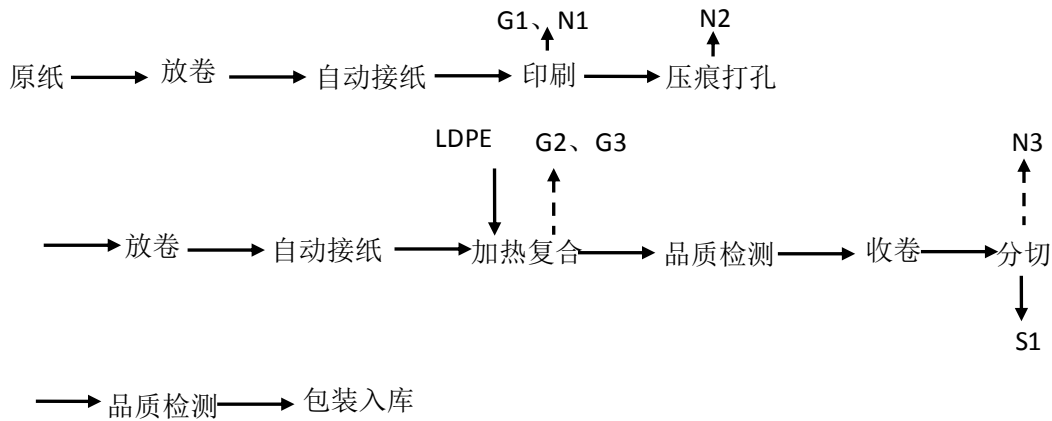 G1、N1 N2
原纸 放卷 自动接纸 印刷 压痕打孔
LDPE G2、G3 N3
放卷 自动接纸 加热复合 品质检测 收卷 分切
S1
品质检测 包装入库